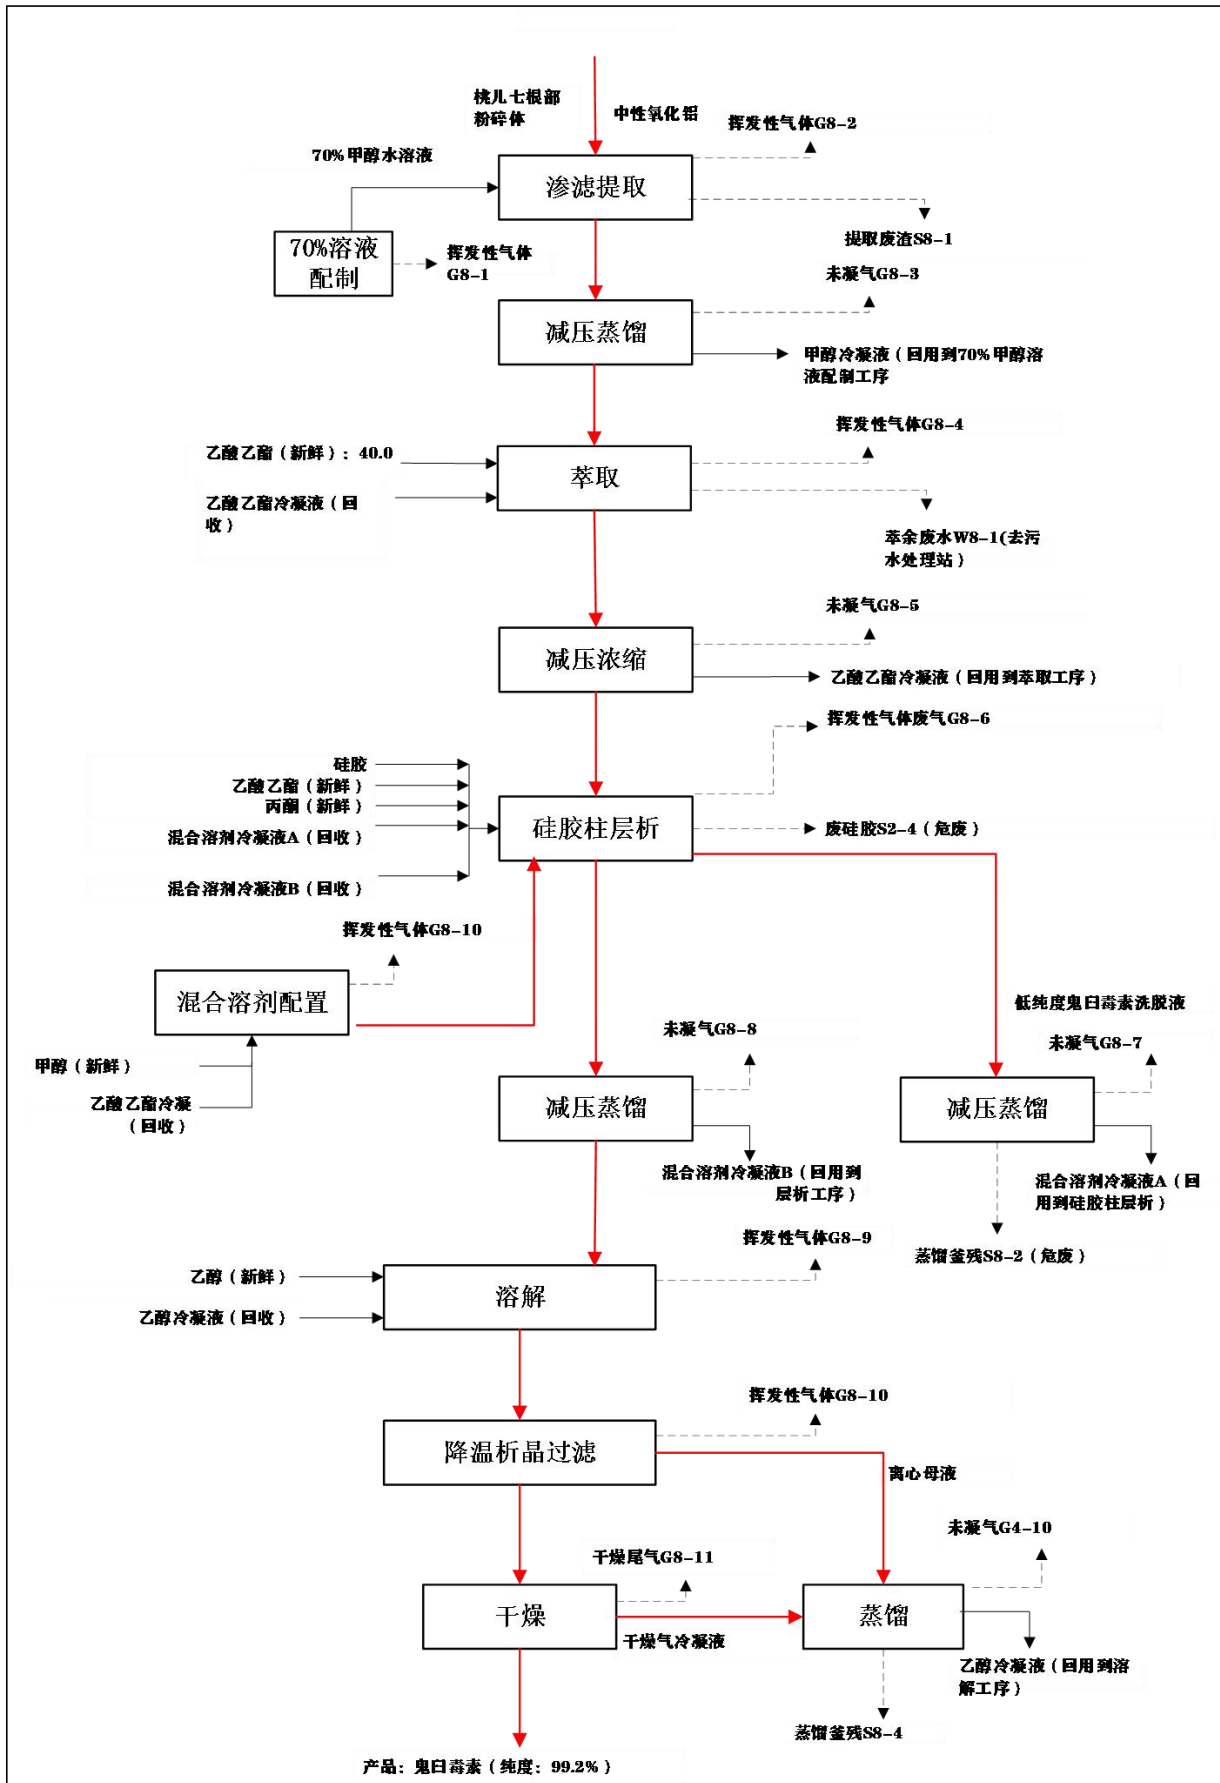 桃儿七根部
粉碎体
中性氧化铝
挥发性气体G8-2
70%甲醇水溶液
渗滤提取
提取废渣S8-1
70%溶液
配制
挥发性气体
G8-1
未凝气G8-3
减压蒸馏
甲醇冷凝液（回用到70%甲醇溶
液配制工序
挥发性气体G8-4
乙酸乙酯（新鲜）：40.0
萃取
乙酸乙酯冷凝液（回
收）
萃余废水W8-1(去污
水处理站）
未凝气G8-5
减压浓缩
乙酸乙酯冷凝液（回用到萃取工序）
挥发性气体废气G8-6
硅胶
乙酸乙酯（新鲜）
丙酮（新鲜）
混合溶剂冷凝液A（回收）
混合溶剂冷凝液B（回收）
硅胶柱层析
废硅胶S2-4（危废）
挥发性气体G8-10
混合溶剂配置
甲醇（新鲜）
乙酸乙酯冷凝
（回收）
低纯度鬼臼毒素洗脱液
未凝气G8-8
未凝气G8-7
减压蒸馏
减压蒸馏
混合溶剂冷凝液B（回用到
层析工序）
混合溶剂冷凝液A（回
用到硅胶柱层析）
蒸馏釜残S8-2（危废）
挥发性气体G8-9
乙醇（新鲜）
乙醇冷凝液（回收）
溶解
挥发性气体G8-10
降温析晶过滤
离心母液
未凝气G4-10
干燥尾气G8-11
干燥
干燥气冷凝液
蒸馏
乙醇冷凝液（回用到溶
解工序）
蒸馏釜残S8-4
产品：鬼臼毒素（纯度：99.2%）